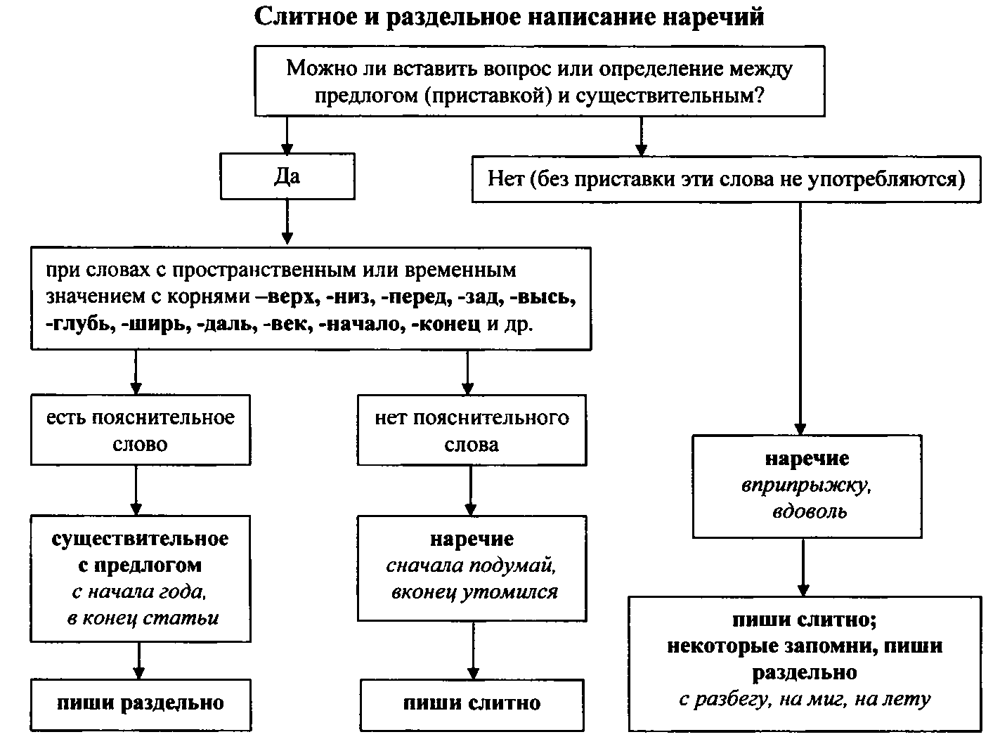 Слитное и раздельное написание наречий
Можно ли вставить вопрос или определение между
предлогом (приставкой) и существительным?
Да
Нет (без приставки эти слова не употребляются)
при словах с пространственным или временным
значением с корнями –верх, -низ, -перед, -зад, -высь,
-глубь, -ширь, -даль, -век, -начало, -конец и др.
есть пояснительное
слово
нет пояснительного
слова
наречие
вприпрыжку,
вдоволь
существительное
с предлогом
с начала года,
в конец статьи
наречие
сначала подумай,
вконец утомился
пиши слитно;
некоторые запомни, пиши
раздельно
с разбегу, на миг, на лету
пиши раздельно
пиши слитно